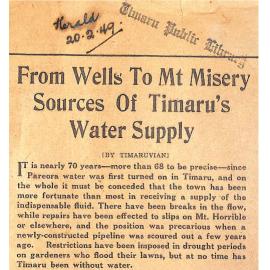 Herald
20-2-49
Timaru Public Library
From Wells To Mt Misery
Sources Of Timaru's
Water Supply
[BY TIMARUVIAN]
IT is nearly 70 years—more than 68 to be precise—since
Pareora water was first turned on in Timaru, and on
the whole it must be conceded that the town has been
more fortunate than most in receiving a supply of the
indispensable fluid. There have been breaks in the flow,
while repairs have been effected to slips on Mt. Horrible
or elsewhere, and the position was precarious when a
newly-constructed pipeline was scoured out a few years
ago. Restrictions have been imposed in drought periods
on gardeners who flood their lawns, but at no time has
Timaru been without water.